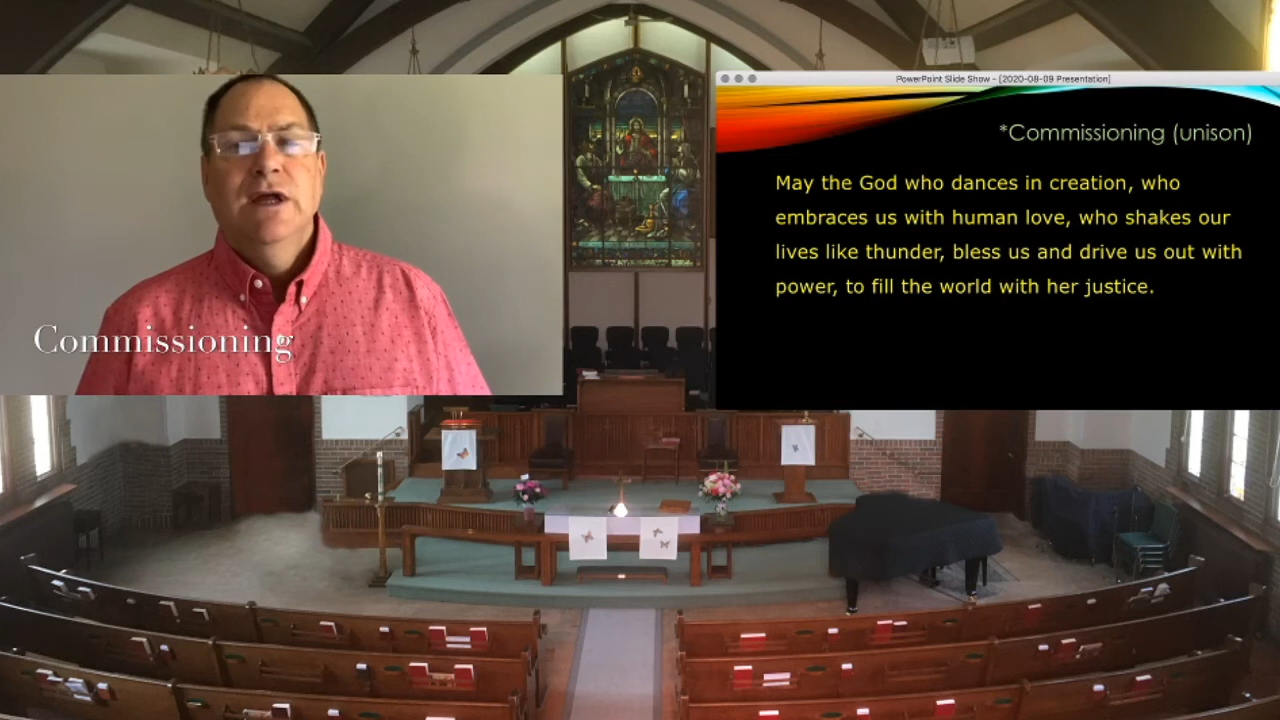 PowerPoint Slide Show - [2020-08-09 Presentation]
*Commissioning (unison)
May the God who dances in creation, who
embraces us with human love, who shakes our
lives like thunder, bless us and drive us out with
power, to fill the world with her justice.
Commissioning